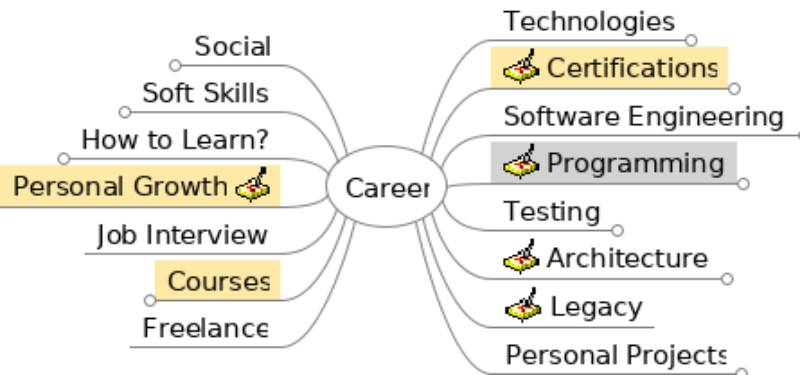 Social
Soft Skills
How to Learn?
Personal Growth
Job Interview
Courses
Freelance
Career
Technologies
Certifications
Software Engineering
Programming
Testing
Architecture
Legacy
Personal Projects